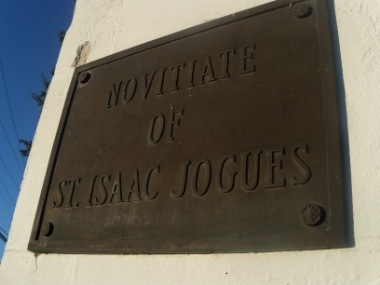 NOVITIATE
OF
ST. ISAAC JOGUES